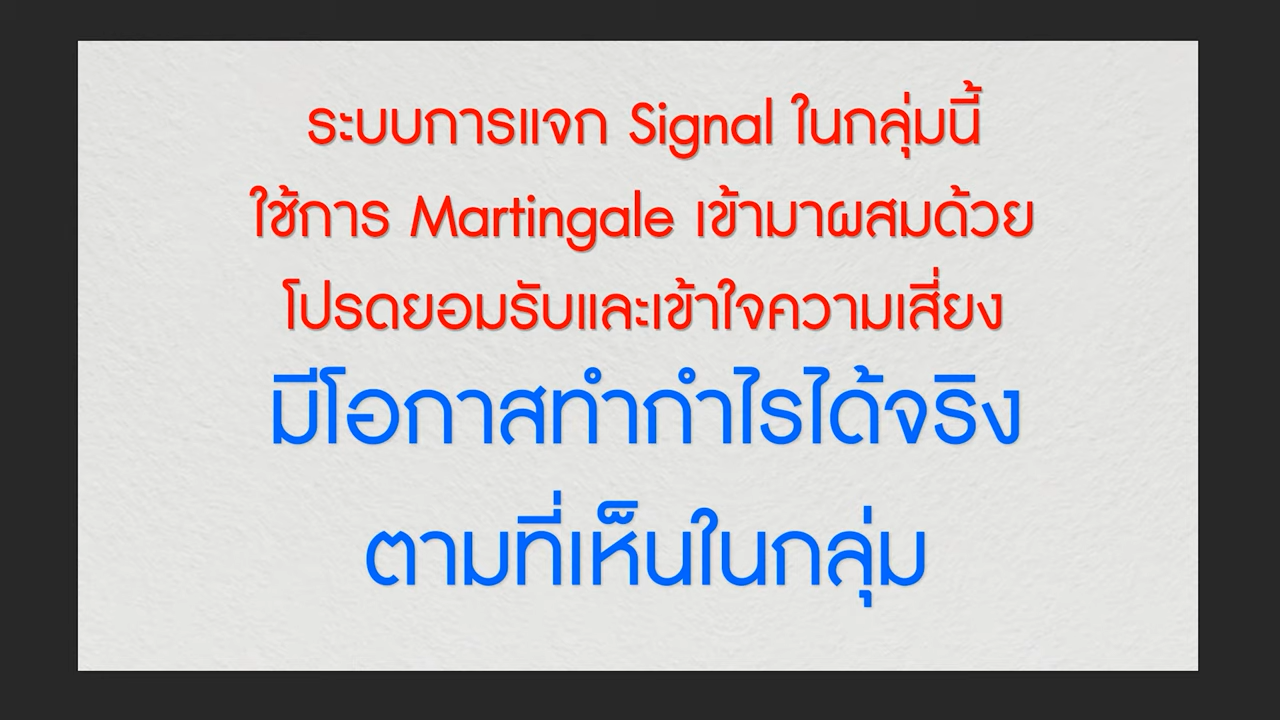 ระบบการแจก Signal ในกลุ่มนี้
ใช้การ Martingale เข้ามาผสมด้วย
โปรดยอมรับและเข้าใจความเสี่ยง
มีโอกาสทำกำไรได้จริง
ตามที่เห็นในกลุ่ม